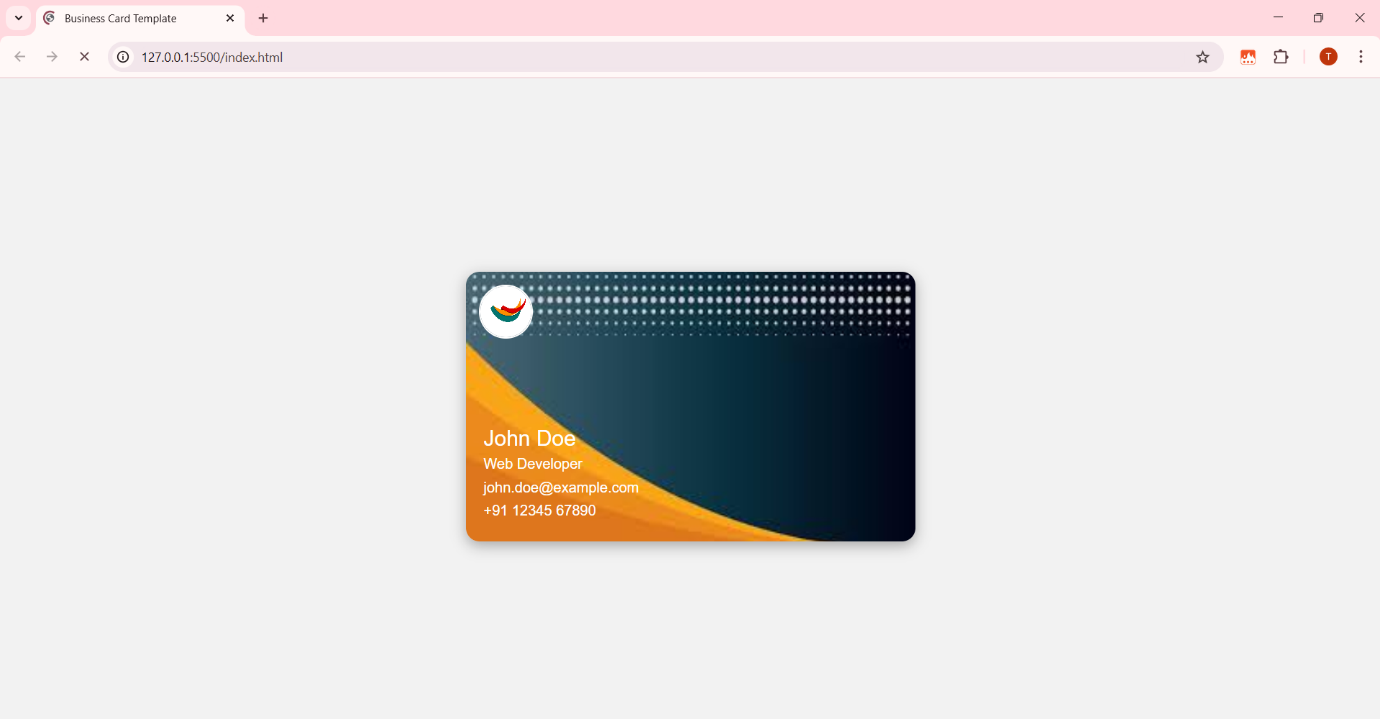 Business Card Template
127.0.0.1:5500/index.html
T
John Doe
Web Developer
john.doe@example.com
+91 12345 67890